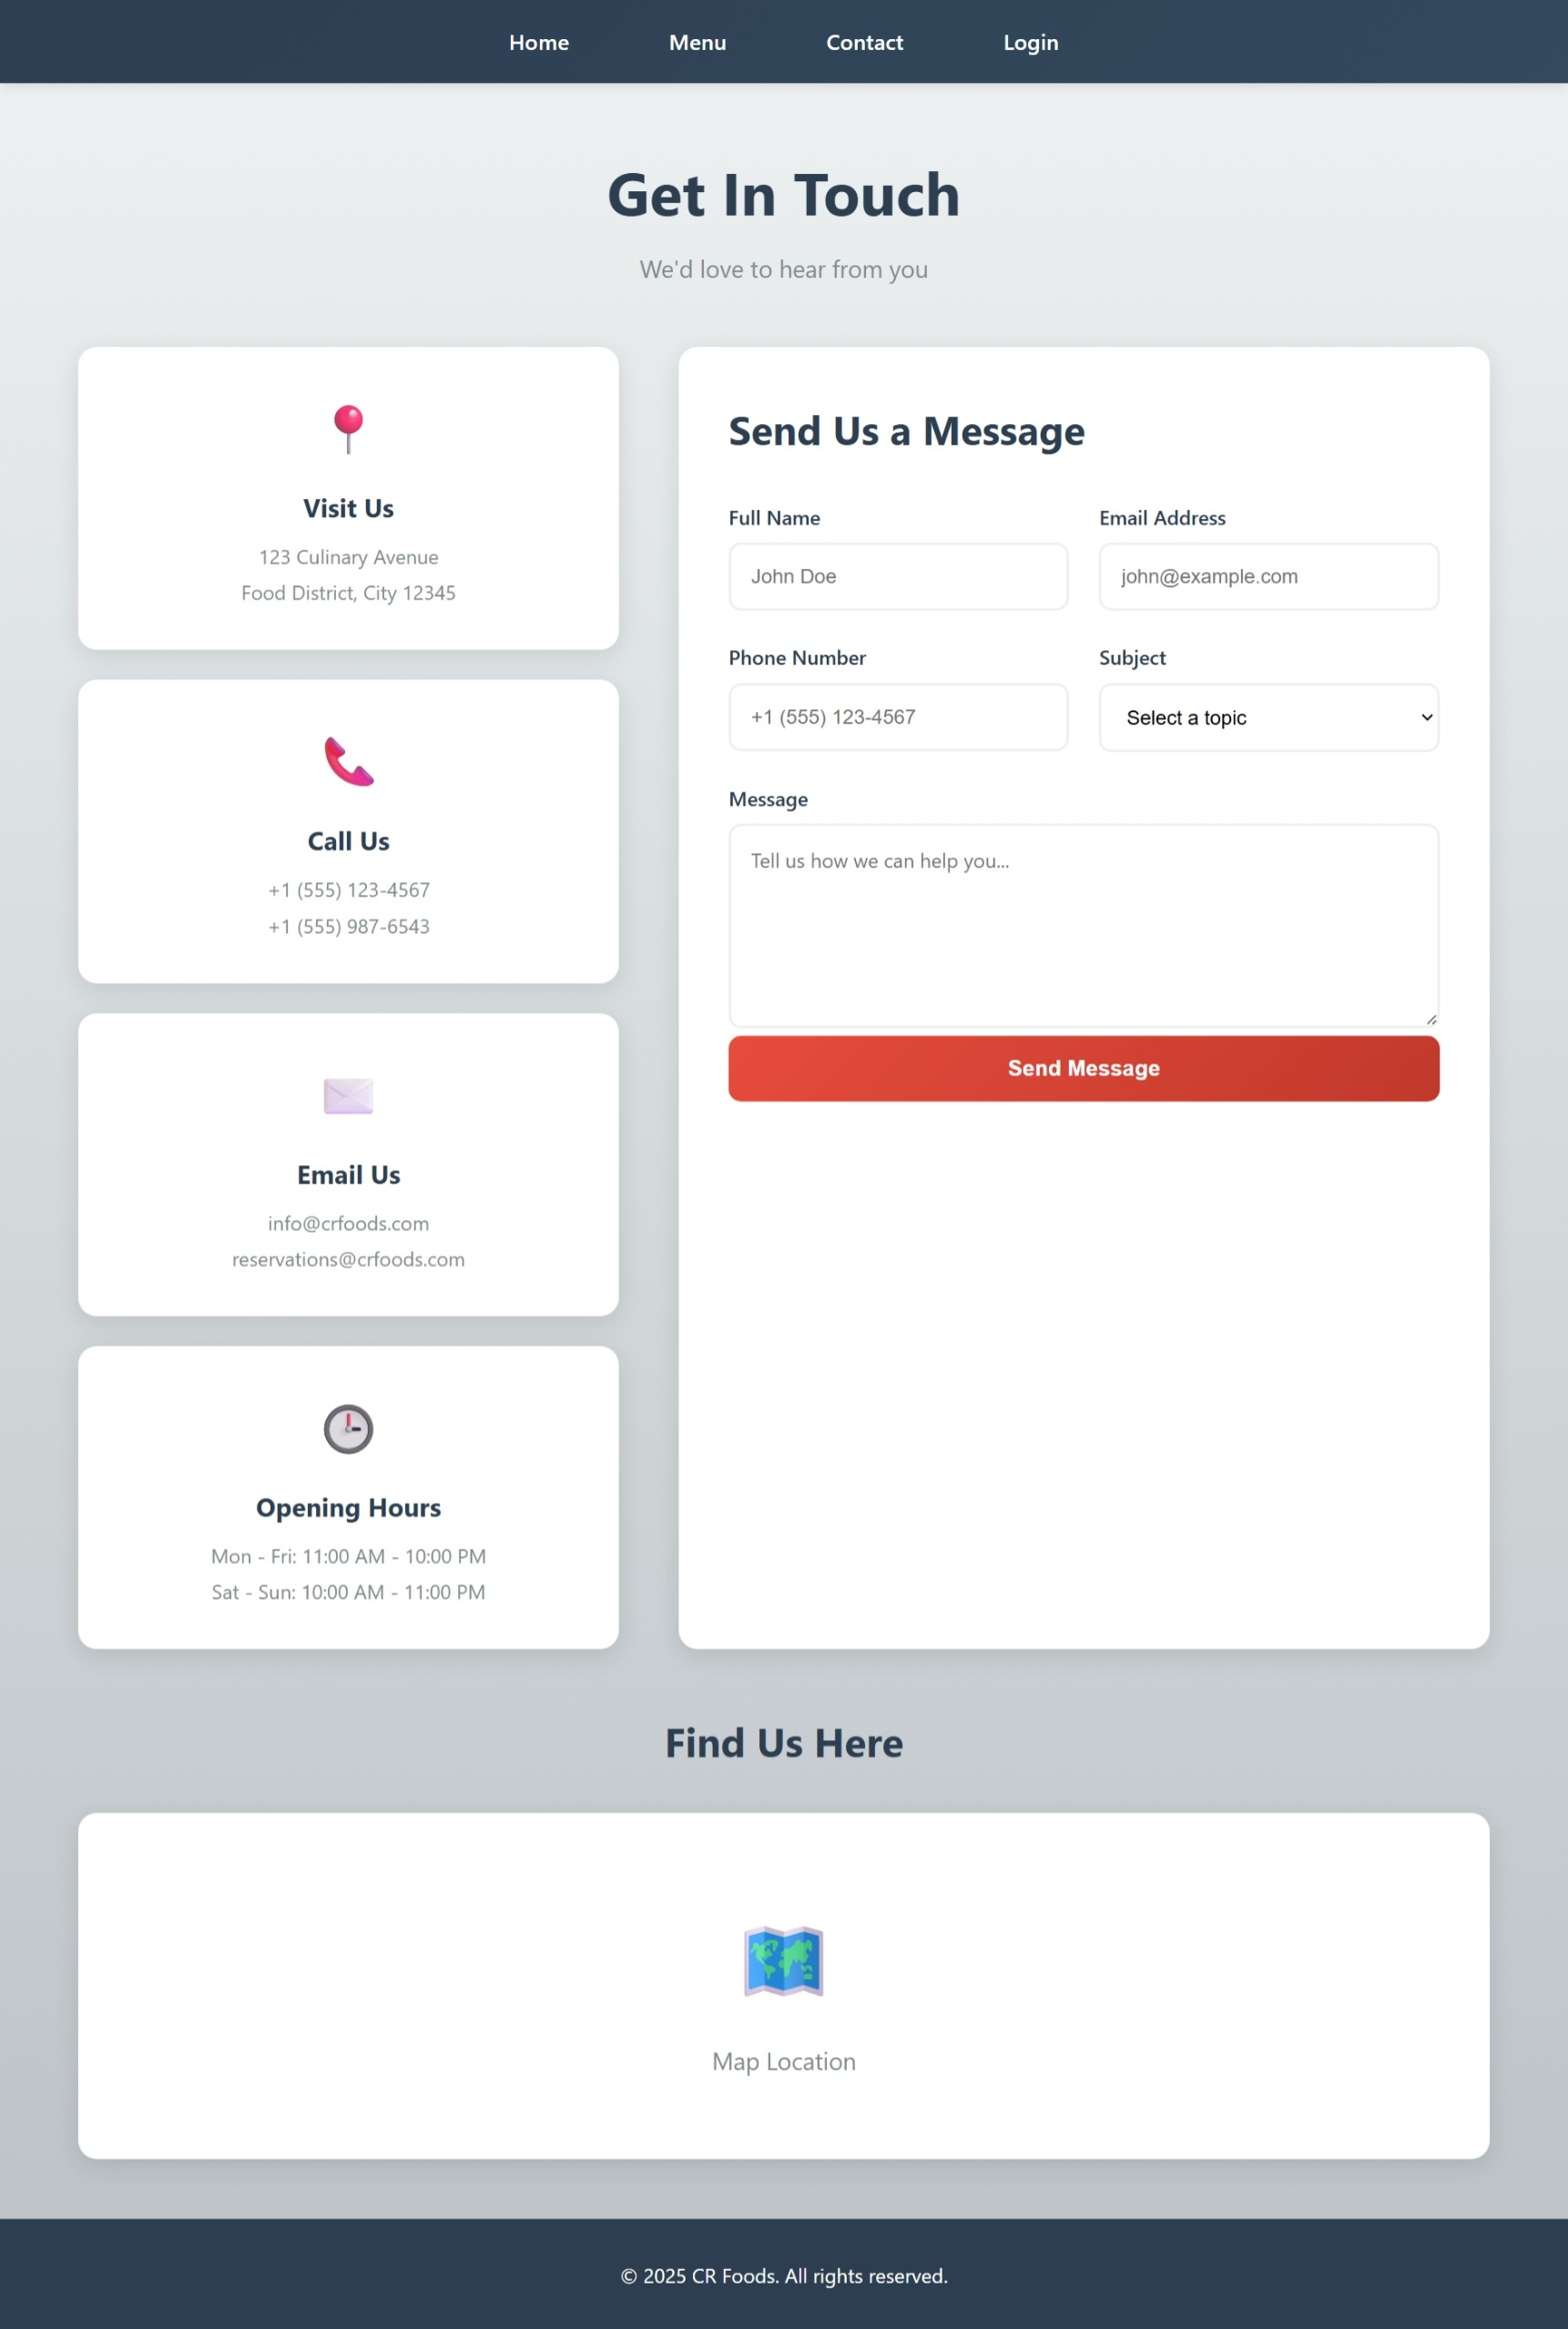 Home Menu Contact Login
Get In Touch
We'd love to hear from you
Visit Us
123 Culinary Avenue
Food District, City 12345
Call Us
+1 (555) 123-4567
+1 (555) 987-6543
Email Us
info@crfoods.com
reservations@crfoods.com
Opening Hours
Mon - Fri: 11:00 AM - 10:00 PM
Sat - Sun: 10:00 AM - 11:00 PM
Send Us a Message
Full Name
John Doe
Email Address
john@example.com
Phone Number
+1 (555) 123-4567
Subject
Select a topic
Message
Tell us how we can help you...
Send Message
Find Us Here
Map Location
© 2025 CR Foods. All rights reserved.